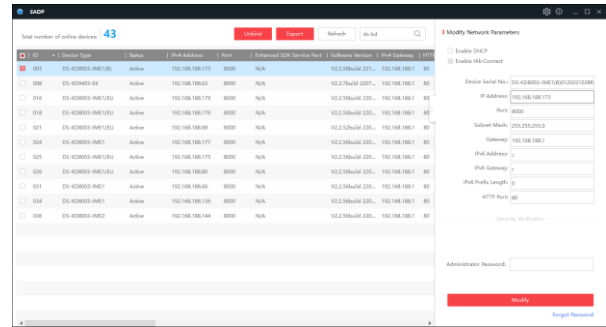 SADP
Total number of online devices: 43
Unbind
Export
Refresh
ds-kd
ID | Device Type | Status | IPv4 Address | Port | Enhanced SDK Service Port | Software Version | IPv4 Gateway | HTTP
003 DS-KD8003-IME1(B) Active 192.168.188.173 8000 N/A V2.2.56build 221... 192.168.188.1 80
008 Active 192.168.188.63 8000 N/A 192.168.188.1 80
016 DS-KD8003-IME1/EU Active 192.168.188.179 8000 N/A V2.2.56build 220... 192.168.188.1 80
018 DS-KD8003-IME1/EU Active 192.168.188.176 8000 N/A V2.2.56build 220... 192.168.188.1 80
021 DS-KD8003-IME1/EU Active 192.168.188.98 8000 N/A V2.2.52build 220... 192.168.188.1 80
024 DS-KD8003-IME1 Active 192.168.188.177 8000 N/A V2.2.56build 220... 192.168.188.1 80
025 DS-KD8003-IME1/EU Active 192.168.188.175 8000 N/A V2.2.56build 220... 192.168.188.1 80
026 DS-KD8003-IME1/EU Active 192.168.188.80 8000 N/A V2.2.56build 220... 192.168.188.1 80
031 DS-KD8003-IME1 Active 192.168.188.66 8000 N/A V2.2.56build 220... 192.168.188.1 80
034 DS-KD8003-IME1 Active 192.168.188.136 8000 N/A V2.2.56build 220... 192.168.188.1 80
036 DS-KD8003-IME2 Active 192.168.188.144 8000 N/A V2.2.56build 220... 192.168.188.1 80
Modify Network Parameters
Enable DHCP
Enable Hik-Connect
Device Serial No.: DS-KD8003-IME1(B)0120221028R
IP Address: 192.168.188.173
Port: 8000
Subnet Mask: 255.255.255.0
Gateway: 192.168.188.1
IPv6 Address: ::
IPv6 Gateway: ::
IPv6 Prefix Length: 0
HTTP Port: 80
Security Verification
Administrator Password:
Modify
Forgot Password